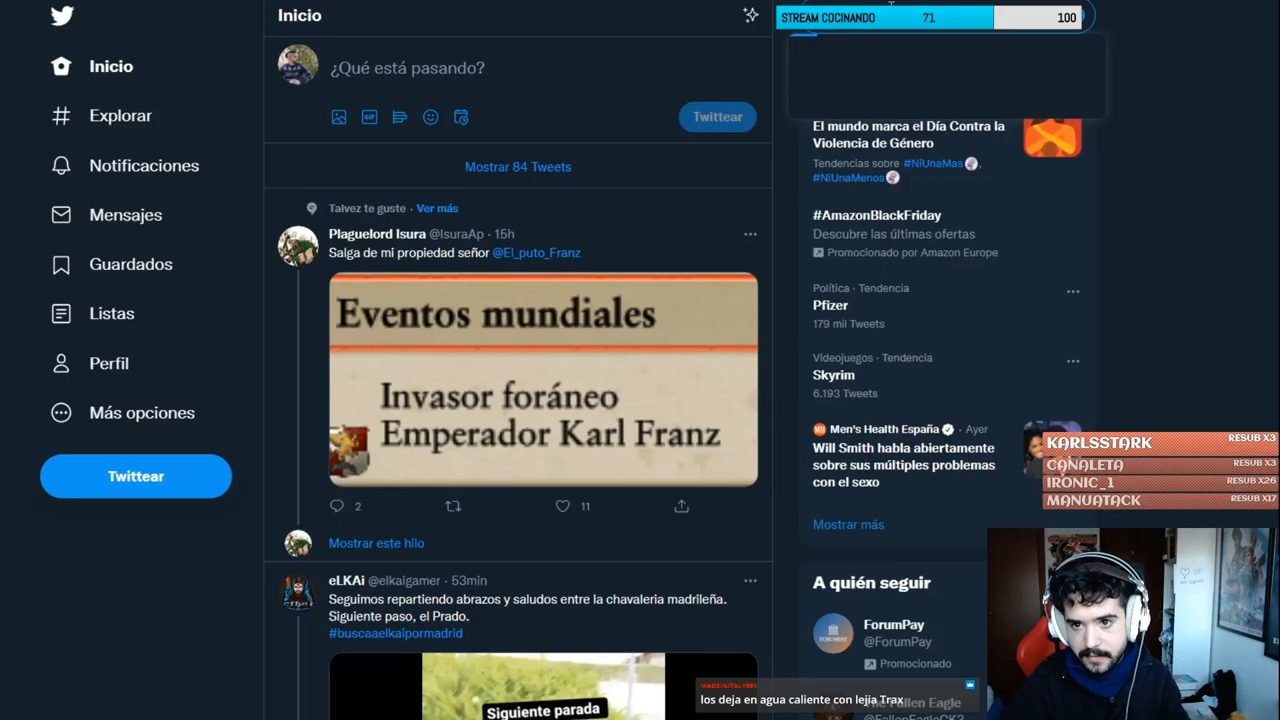 Inicio
STREAM COCINANDO 71 100
Inicio
¿Qué está pasando?
Explorar
GIF
Twittear
Notificaciones
Mostrar 84 Tweets
Mensajes
Talvez te guste · Ver más
Plaguelord Isura @IsuraAp · 15h
Salga de mi propiedad señor @El_puto_Franz
Guardados
Eventos mundiales
Listas
Invasor foráneo
Emperador Karl Franz
Perfil
Más opciones
Twittear
2 11
Mostrar este hilo
eLKAi @elkaigamer · 53min
Seguimos repartiendo abrazos y saludos entre la chavaleria madrileña.
Siguiente paso, el Prado.
#buscaaelkaipormadrid
Siguiente parada
El mundo marca el Día Contra la
Violencia de Género
Tendencias sobre #NiUnaMas,
#NiUnaMenos
#AmazonBlackFriday
Descubre las últimas ofertas
Promocionado por Amazon Europe
Política · Tendencia
Pfizer
179 mil Tweets
Videojuegos · Tendencia
Skyrim
6.193 Tweets
Men's Health España · Ayer
Will Smith habla abiertamente
sobre sus múltiples problemas
con el sexo
KARLSSTARK RESUB X3
CANALETA RESUB X3
IRONIC_1 RESUB X26
MANUATACK RESUB X17
Mostrar más
A quién seguir
ForumPay
@ForumPay
Promocionado
los deja en agua caliente con lejia Trax
The Fallen Eagle
@FallenEagleCK3